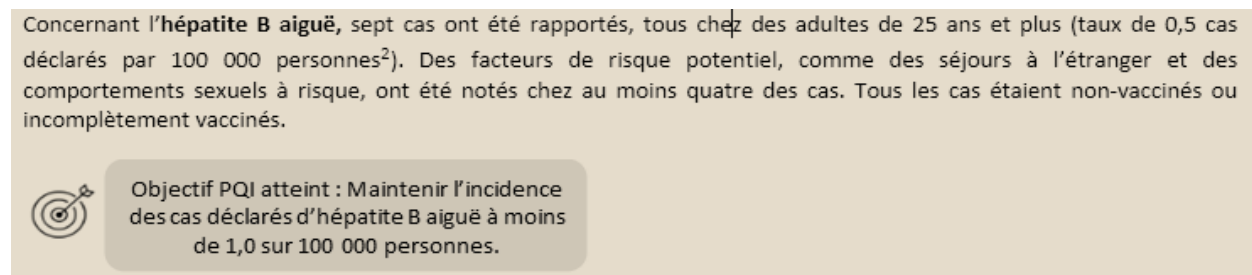 Concernant l’hépatite B aiguë, sept cas ont été rapportés, tous chez des adultes de 25 ans et plus (taux de 0,5 cas
déclarés par 100 000 personnes²). Des facteurs de risque potentiel, comme des séjours à l’étranger et des
comportements sexuels à risque, ont été notés chez au moins quatre des cas. Tous les cas étaient non-vaccinés ou
incomplètement vaccinés.
Objectif PQI atteint : Maintenir l’incidence
des cas déclarés d’hépatite B aiguë à moins
de 1,0 sur 100 000 personnes.